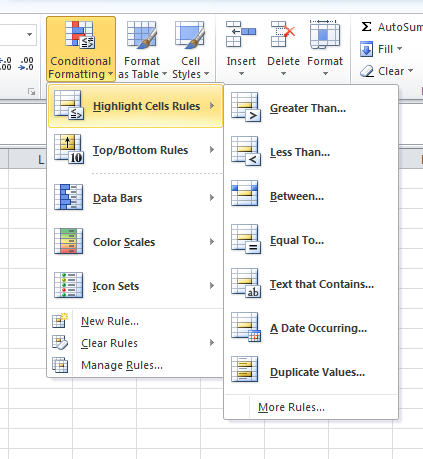 Conditional
Formatting
Format
as Table
Cell
Styles
Insert
Delete
Format
AutoSum
Fill
Clear
.00
.0
.00
Highlight Cells Rules
Top/Bottom Rules
Data Bars
Color Scales
Icon Sets
New Rule...
Clear Rules
Manage Rules...
Greater Than...
Less Than...
Between...
Equal To...
Text that Contains...
A Date Occurring...
Duplicate Values...
More Rules...
L